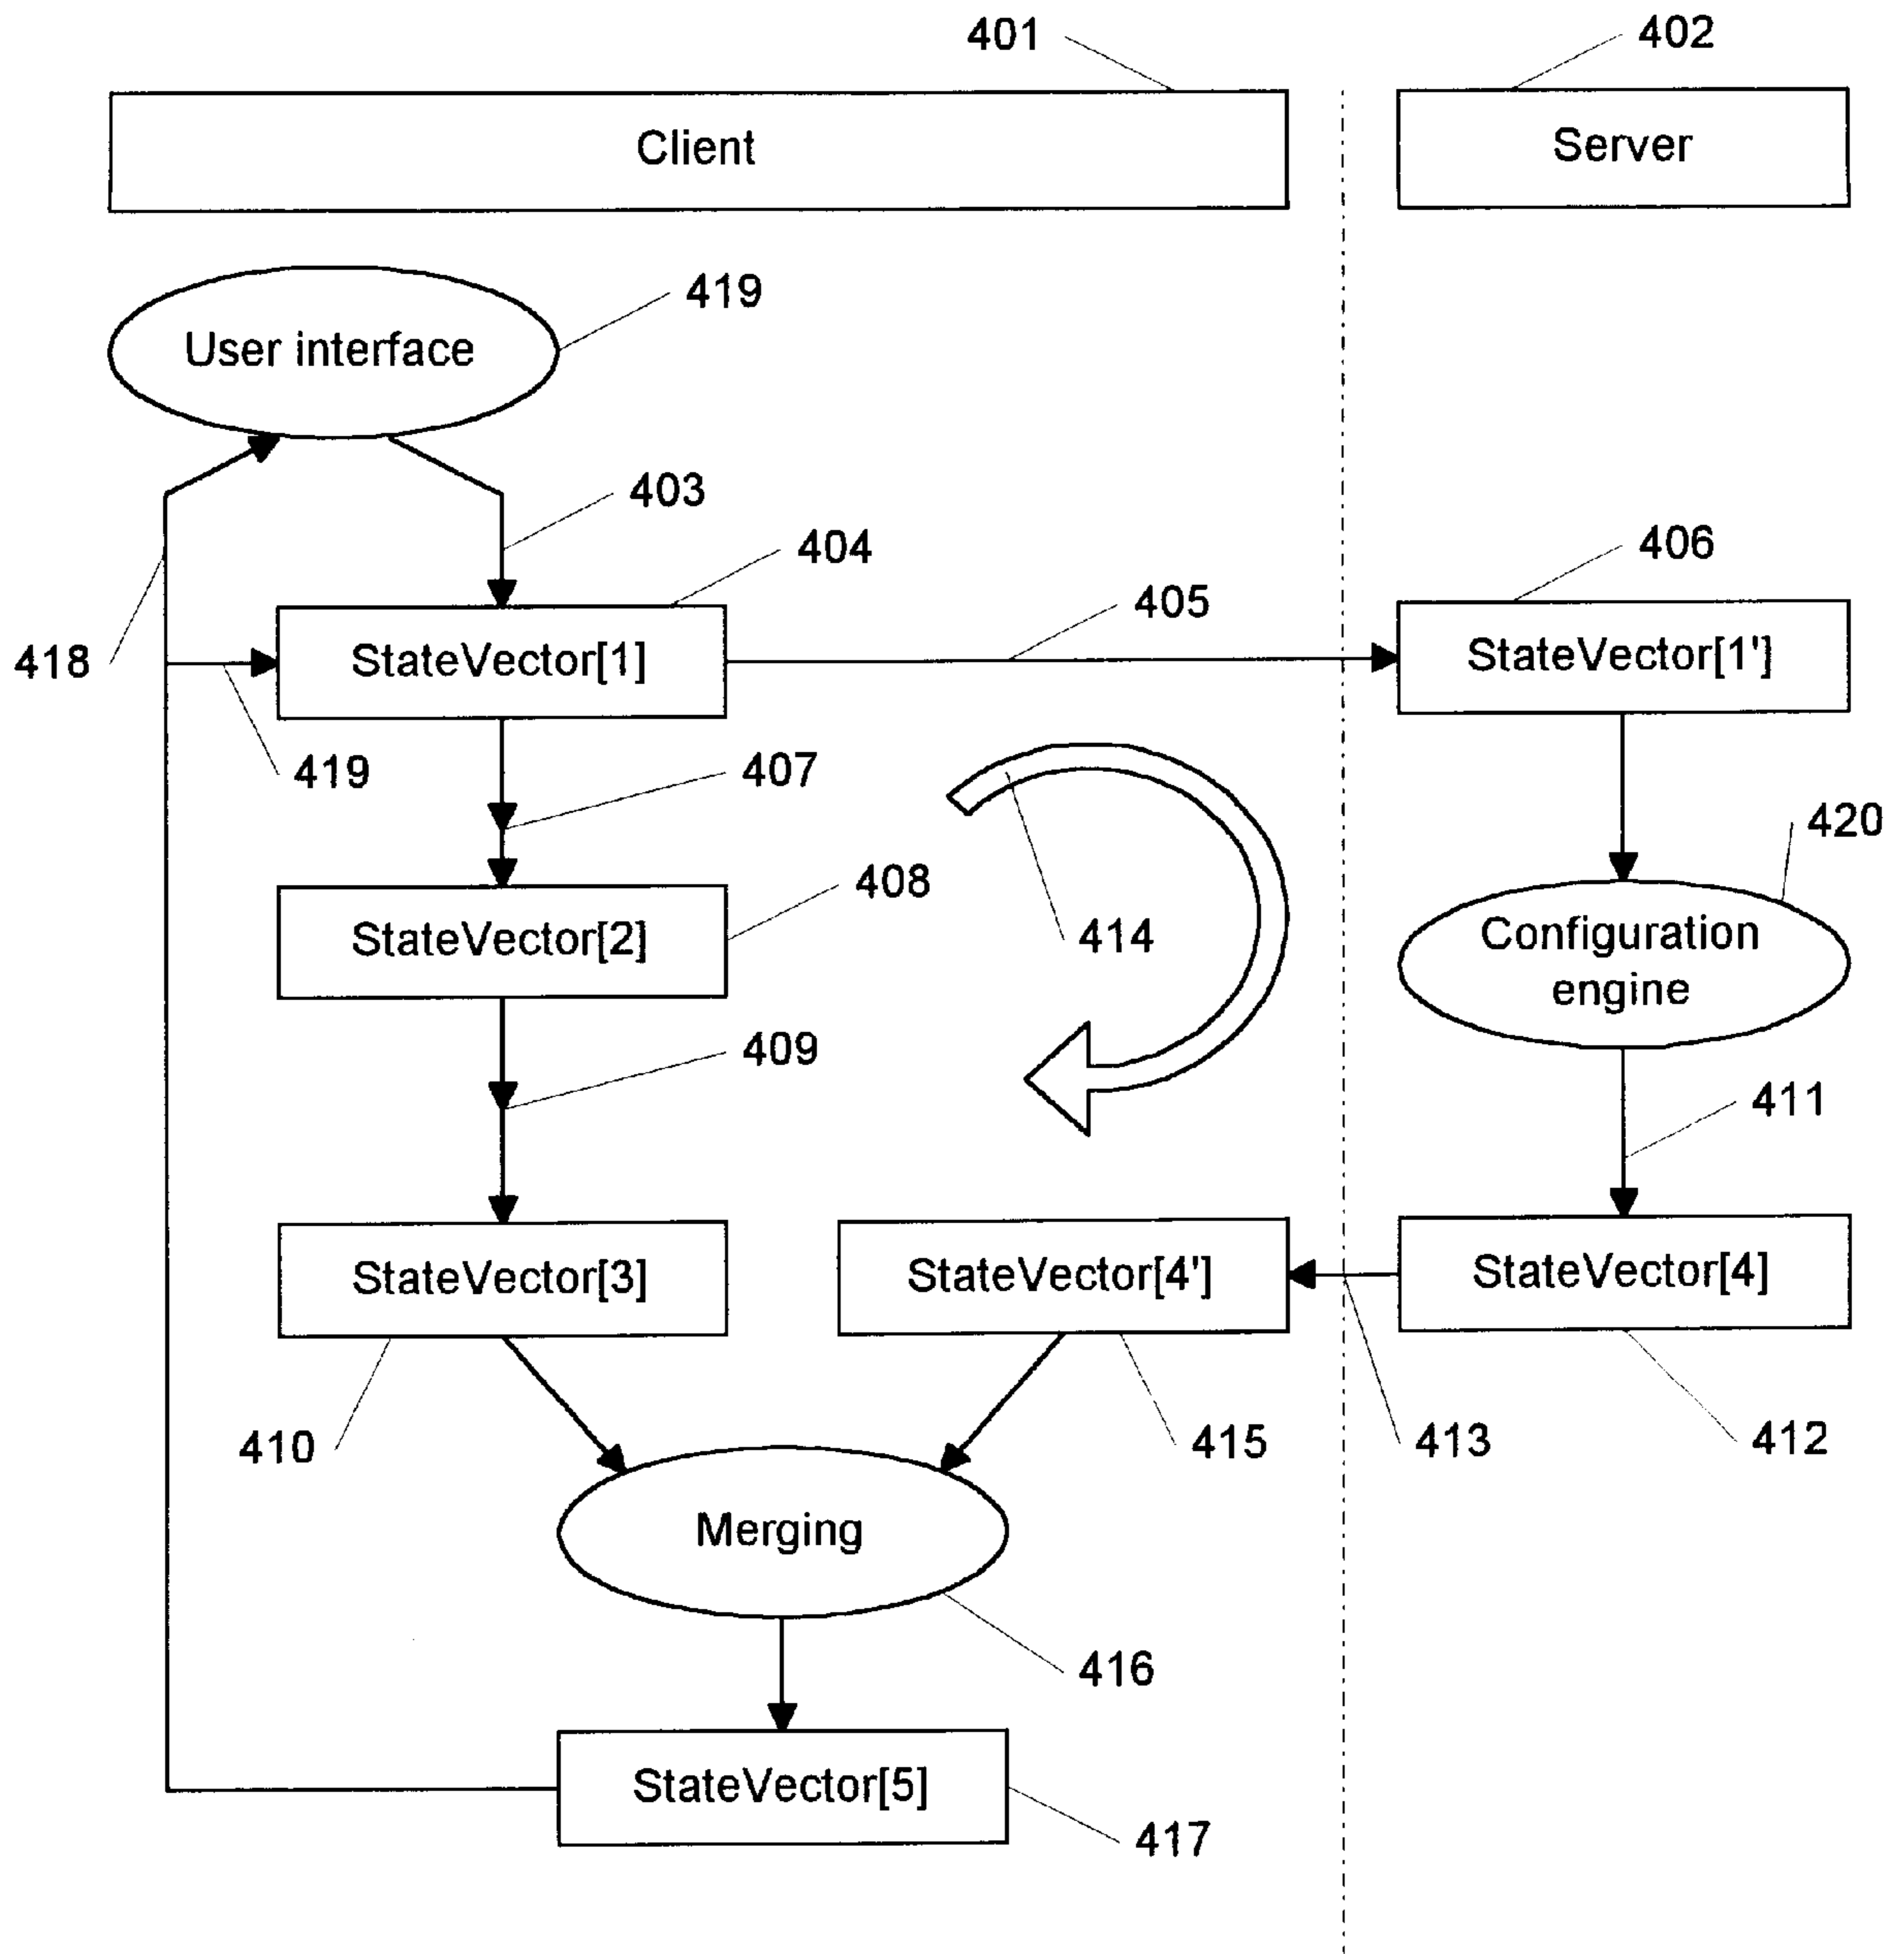 401
402
Client
Server
419
User interface
403
404
406
405
StateVector[1]
StateVector[1']
418
419
407
420
408
StateVector[2]
414
Configuration
engine
409
411
StateVector[3]
StateVector[4']
StateVector[4]
410
415
413
412
Merging
416
StateVector[5]
417